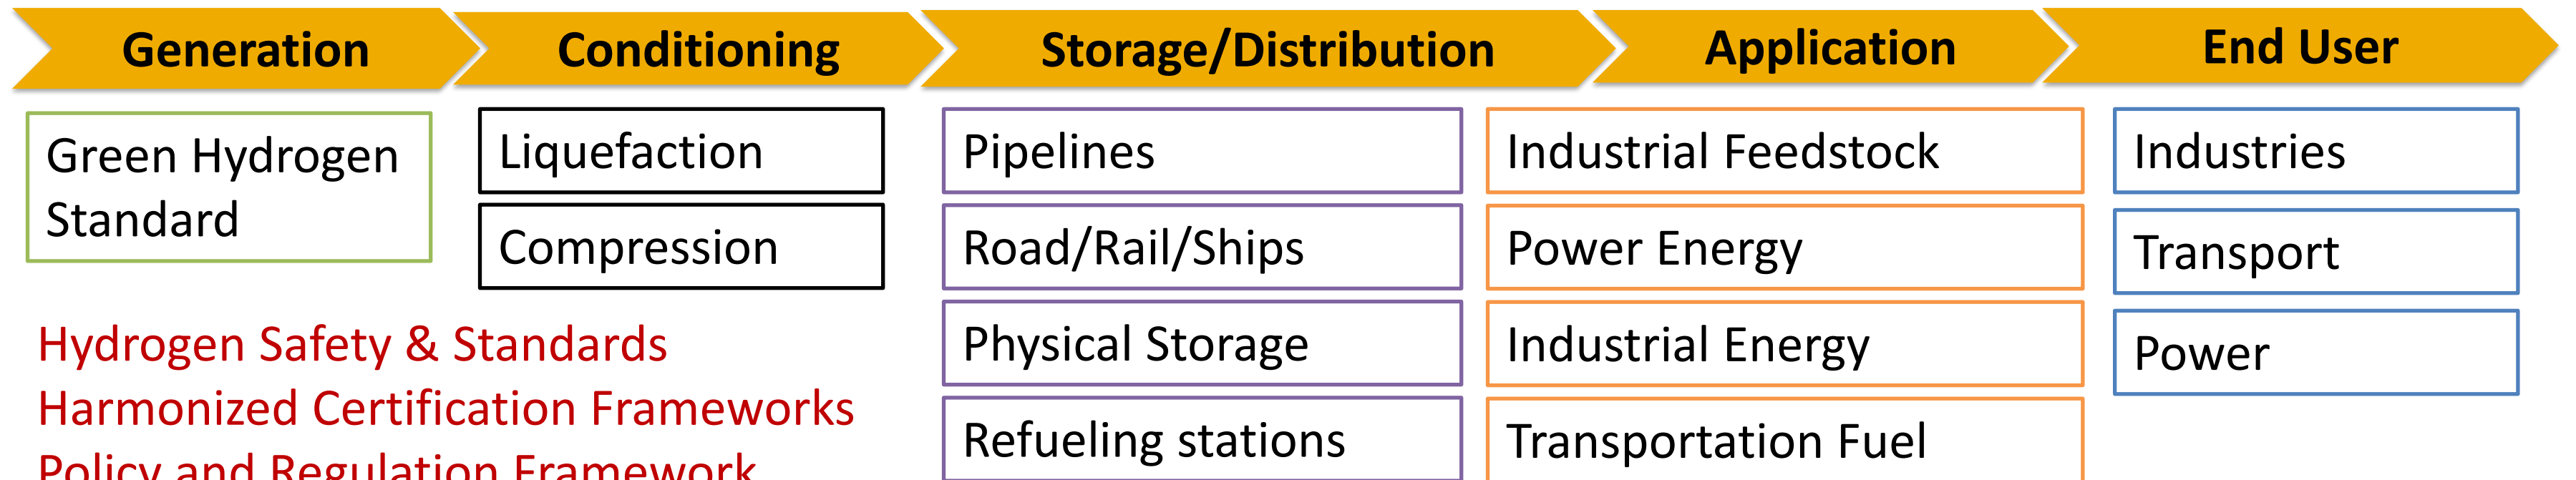 Generation
Conditioning
Storage/Distribution
Application
End User
Green Hydrogen
Standard
Liquefaction
Compression
Pipelines
Road/Rail/Ships
Physical Storage
Refueling stations
Industrial Feedstock
Power Energy
Industrial Energy
Transportation Fuel
Industries
Transport
Power
Hydrogen Safety & Standards
Harmonized Certification Frameworks
Policy and Regulation Framework